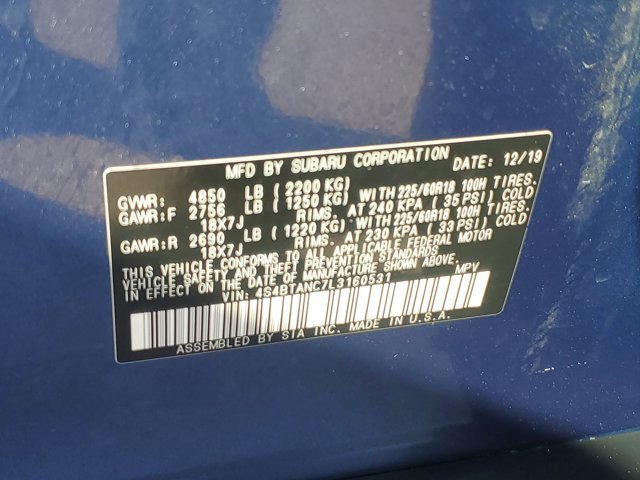 MFD BY SUBARU CORPORATION DATE: 12/19
GVWR: 4850 LB (2200 KG)
GAWR:F 2756 LB (1250 KG) WITH 225/60R18 100H TIRES.
18X7J RIMS. AT 240 KPA (35 PSI) COLD
GAWR:R 2690 LB (1220 KG) WITH 225/60R18 100H TIRES.
18X7J RIMS. AT 230 KPA (33 PSI) COLD
THIS VEHICLE CONFORMS TO ALL APPLICABLE FEDERAL MOTOR
VEHICLE SAFETY AND THEFT PREVENTION STANDARDS
IN EFFECT ON THE DATE OF MANUFACTURE SHOWN ABOVE.
VIN: 4S4BTANC7L3160531 MPV
ASSEMBLED BY SIA INC. MADE IN U.S.A.